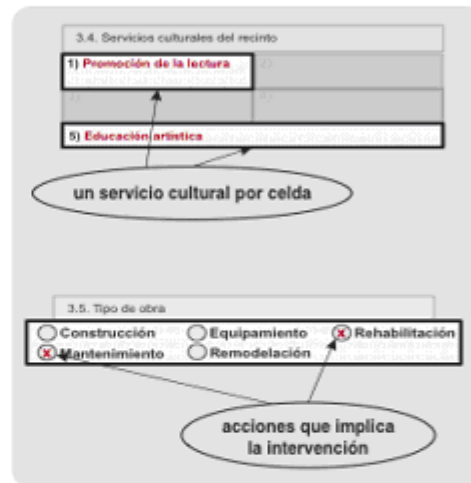 3.4. Servicios culturales del recinto
1) Promoción de la lectura
2)
3)
4)
5) Educación artística
un servicio cultural por celda
3.5. Tipo de obra
Construcción Equipamiento Rehabilitación
Mantenimiento Remodelación
acciones que implica
la intervención